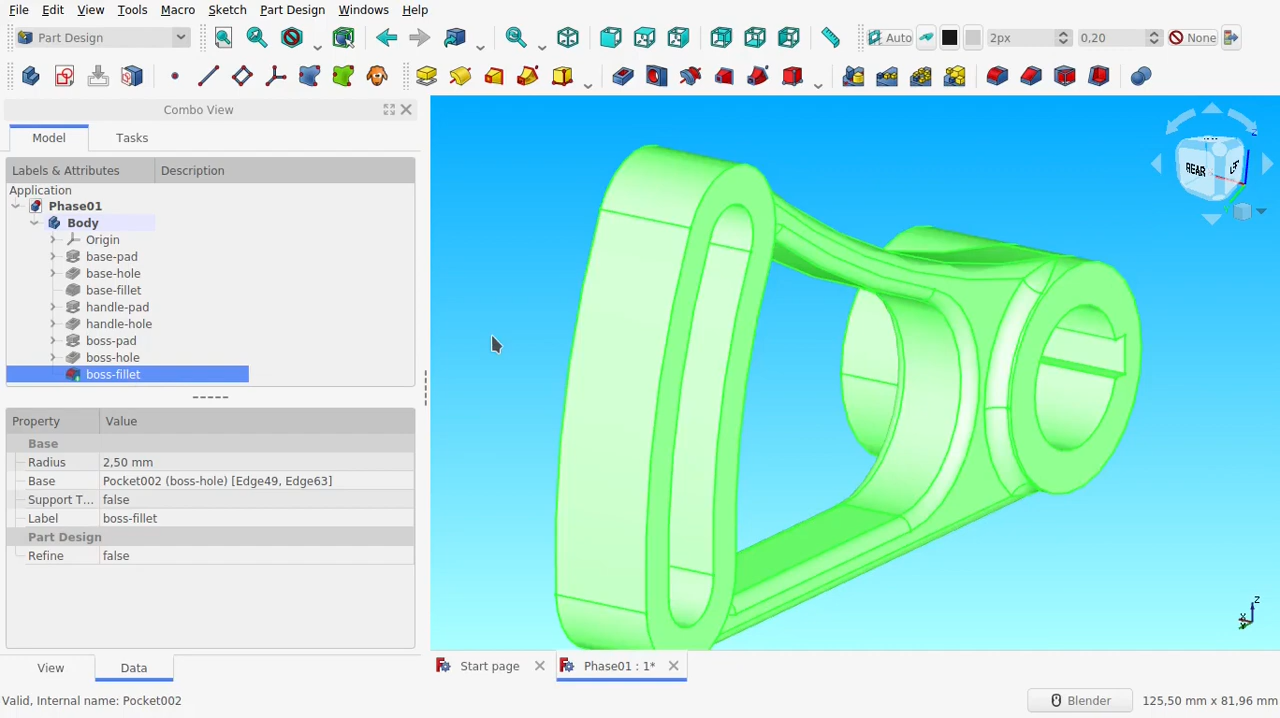 File Edit View Tools Macro Sketch Part Design Windows Help
Part Design Auto 2px 0,20 None
Combo View
Model Tasks
Labels & Attributes Description
Application
Phase01
Body
Origin
base-pad
base-hole
base-fillet
handle-pad
handle-hole
boss-pad
boss-hole
boss-fillet
Property Value
Base
Radius 2,50 mm
Base Pocket002 (boss-hole) [Edge49, Edge63]
Support T... false
Label boss-fillet
Part Design
Refine false
View Data
REAR
Z
Z
Start page Phase01 : 1*
Valid, Internal name: Pocket002 Blender 125,50 mm x 81,96 mm